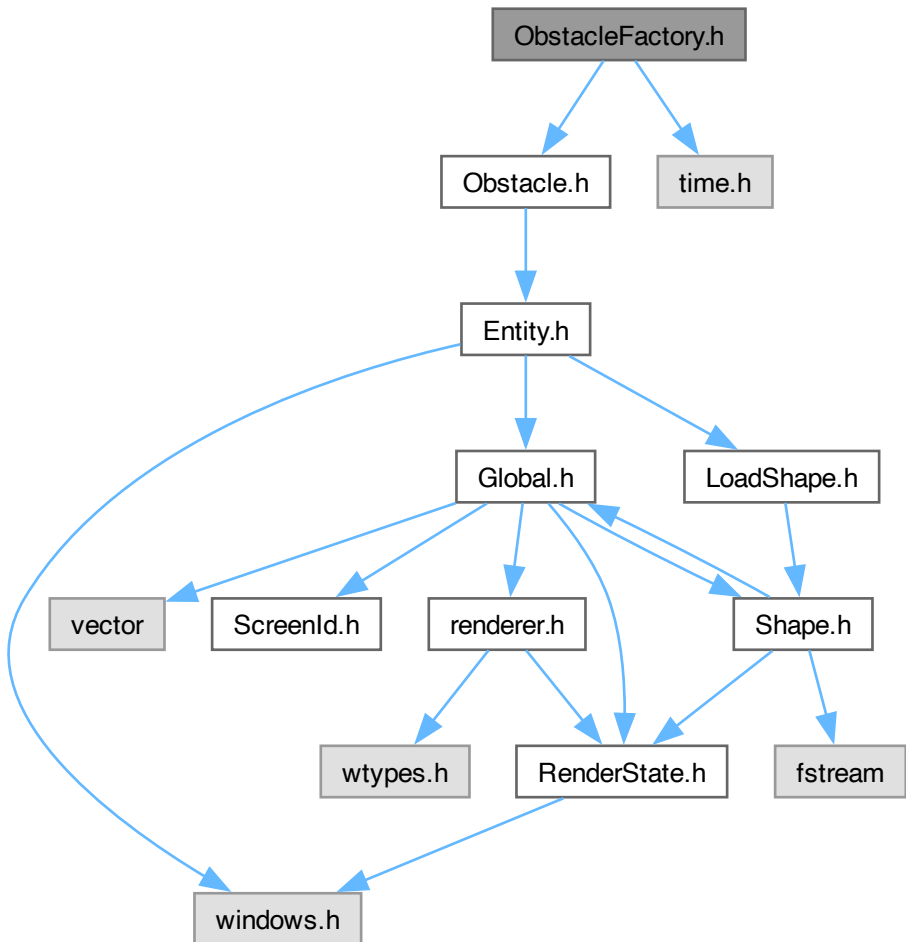 ObstacleFactory.h
Obstacle.h
time.h
Entity.h
Global.h
LoadShape.h
vector
ScreenId.h
renderer.h
Shape.h
wtypes.h
RenderState.h
fstream
windows.h